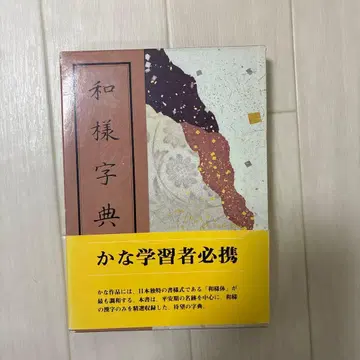 和様字典
かな学習者必携
かな作品には、日本独特の書様式である「和様体」が
最も調和する。本書は、平安期の名跡を中心に、和様
の漢字のみを精選収録した、待望の字典。